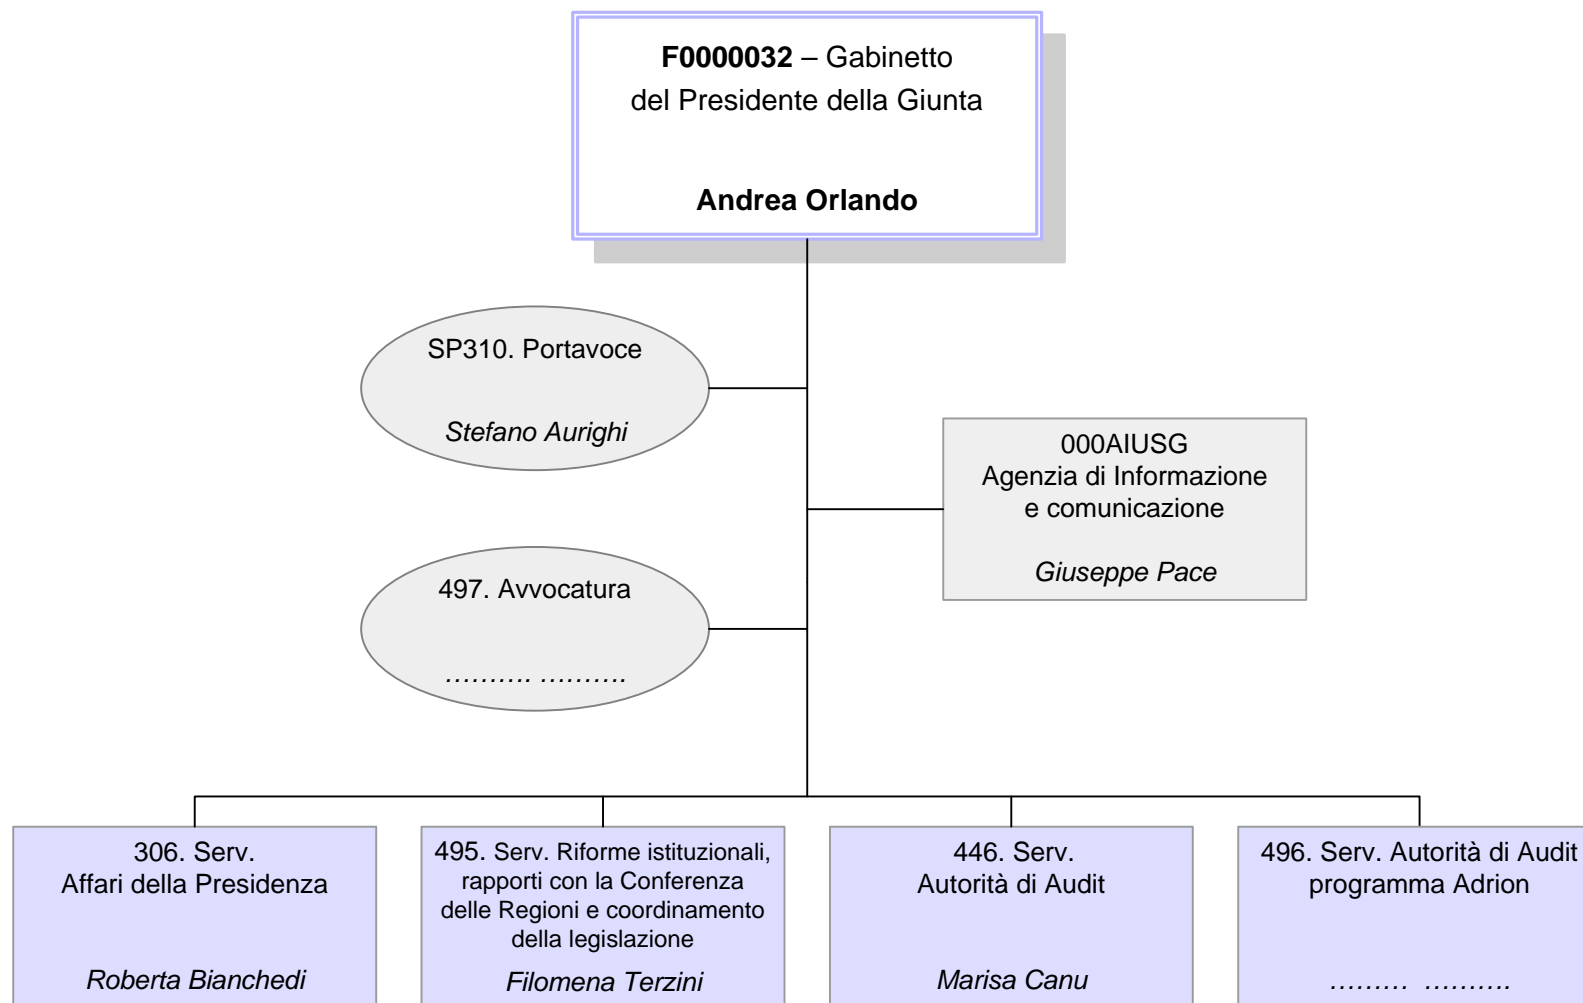 F0000032 – Gabinetto
del Presidente della Giunta
Andrea Orlando
SP310. Portavoce
Stefano Aurighi
000AIUSG
Agenzia di Informazione
e comunicazione
Giuseppe Pace
497. Avvocatura
………. ……….
306. Serv.
Affari della Presidenza
Roberta Bianchedi
495. Serv. Riforme istituzionali,
rapporti con la Conferenza
delle Regioni e coordinamento
della legislazione
Filomena Terzini
446. Serv.
Autorità di Audit
Marisa Canu
496. Serv. Autorità di Audit
programma Adrion
……… ……….